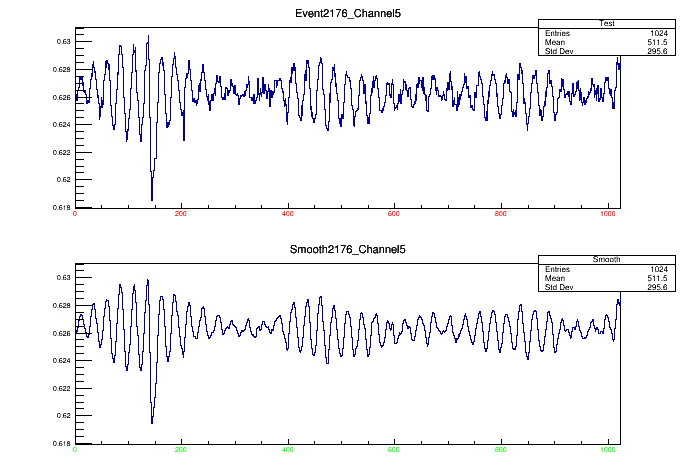 Event2176_Channel5
Test
Entries 1024
Mean 511.5
Std Dev 295.6
0.63
0.628
0.626
0.624
0.622
0.62
0.618
0 200 400 600 800 1000
Smooth2176_Channel5
Smooth
Entries 1024
Mean 511.5
Std Dev 295.6
0.63
0.628
0.626
0.624
0.622
0.62
0.618
0 200 400 600 800 1000